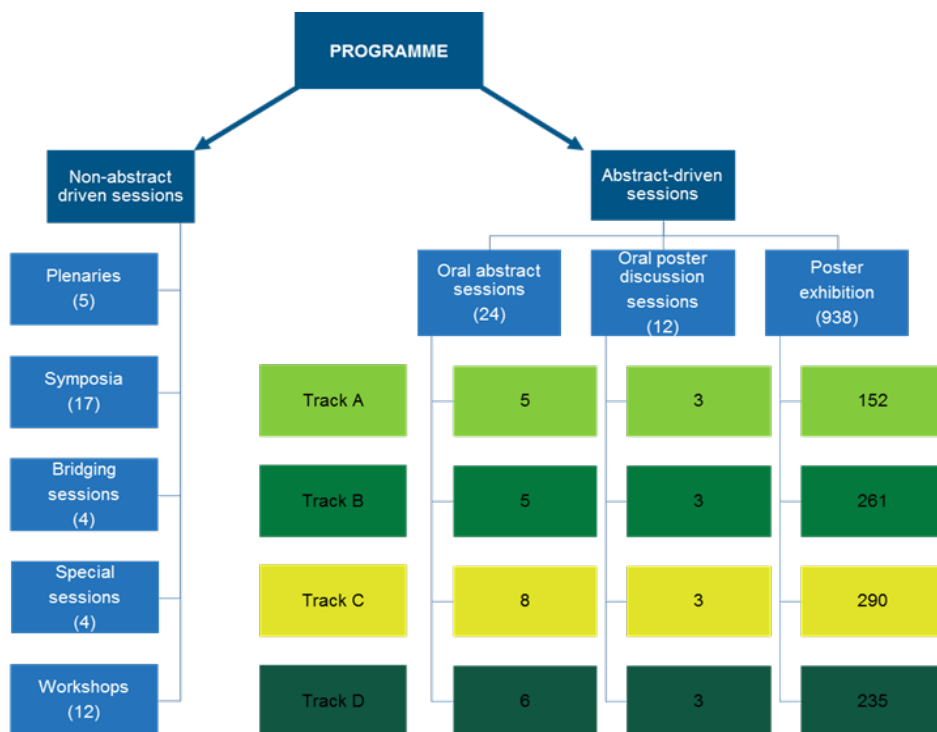 PROGRAMME
Non-abstract
driven sessions
Abstract-driven
sessions
Plenaries
(5)
Symposia
(17)
Bridging
sessions
(4)
Special
sessions
(4)
Workshops
(12)
Oral abstract
sessions
(24)
Oral poster
discussion
sessions
(12)
Poster
exhibition
(938)
Track A
5
3
152
Track B
5
3
261
Track C
8
3
290
Track D
6
3
235